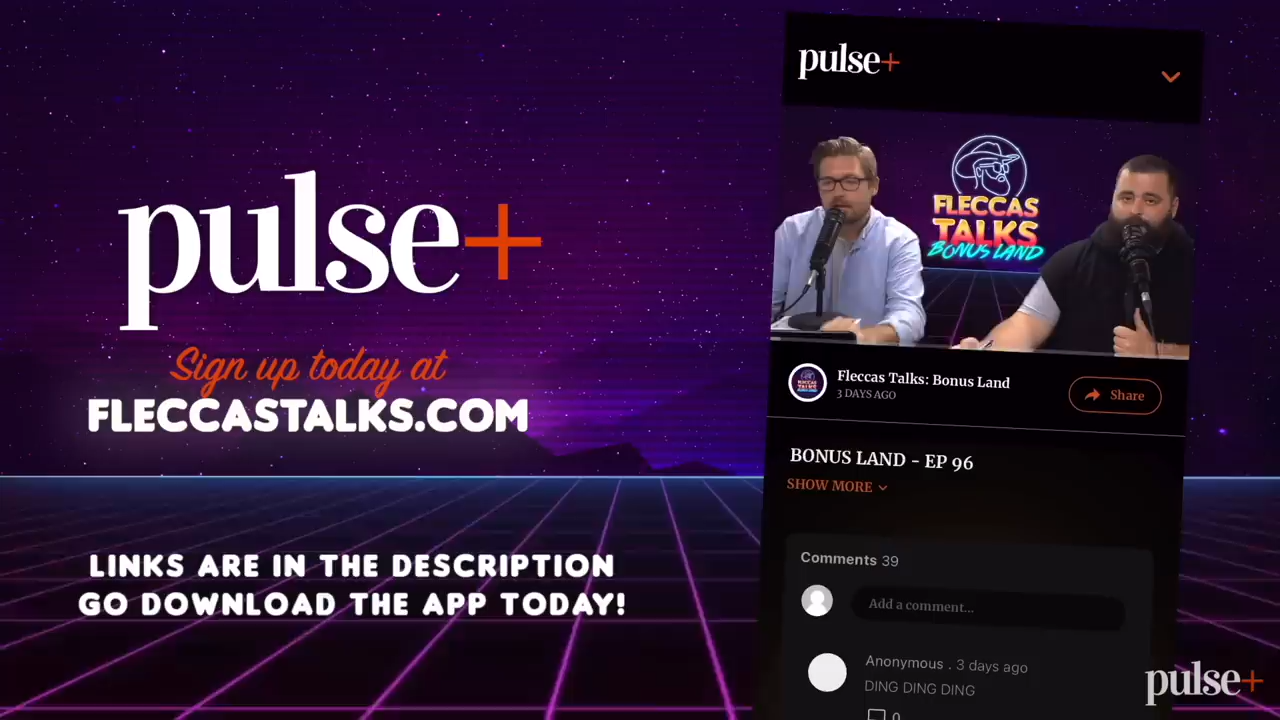 pulse+
Sign up today at
FLECCASTALKS.COM
LINKS ARE IN THE DESCRIPTION
GO DOWNLOAD THE APP TODAY!
pulse+
FLECCAS
TALKS
BONUS LAND
Fleccas Talks: Bonus Land
3 DAYS AGO
Share
BONUS LAND - EP 96
SHOW MORE
Comments 39
Add a comment...
Anonymous . 3 days ago
DING DING DING
0
pulse+